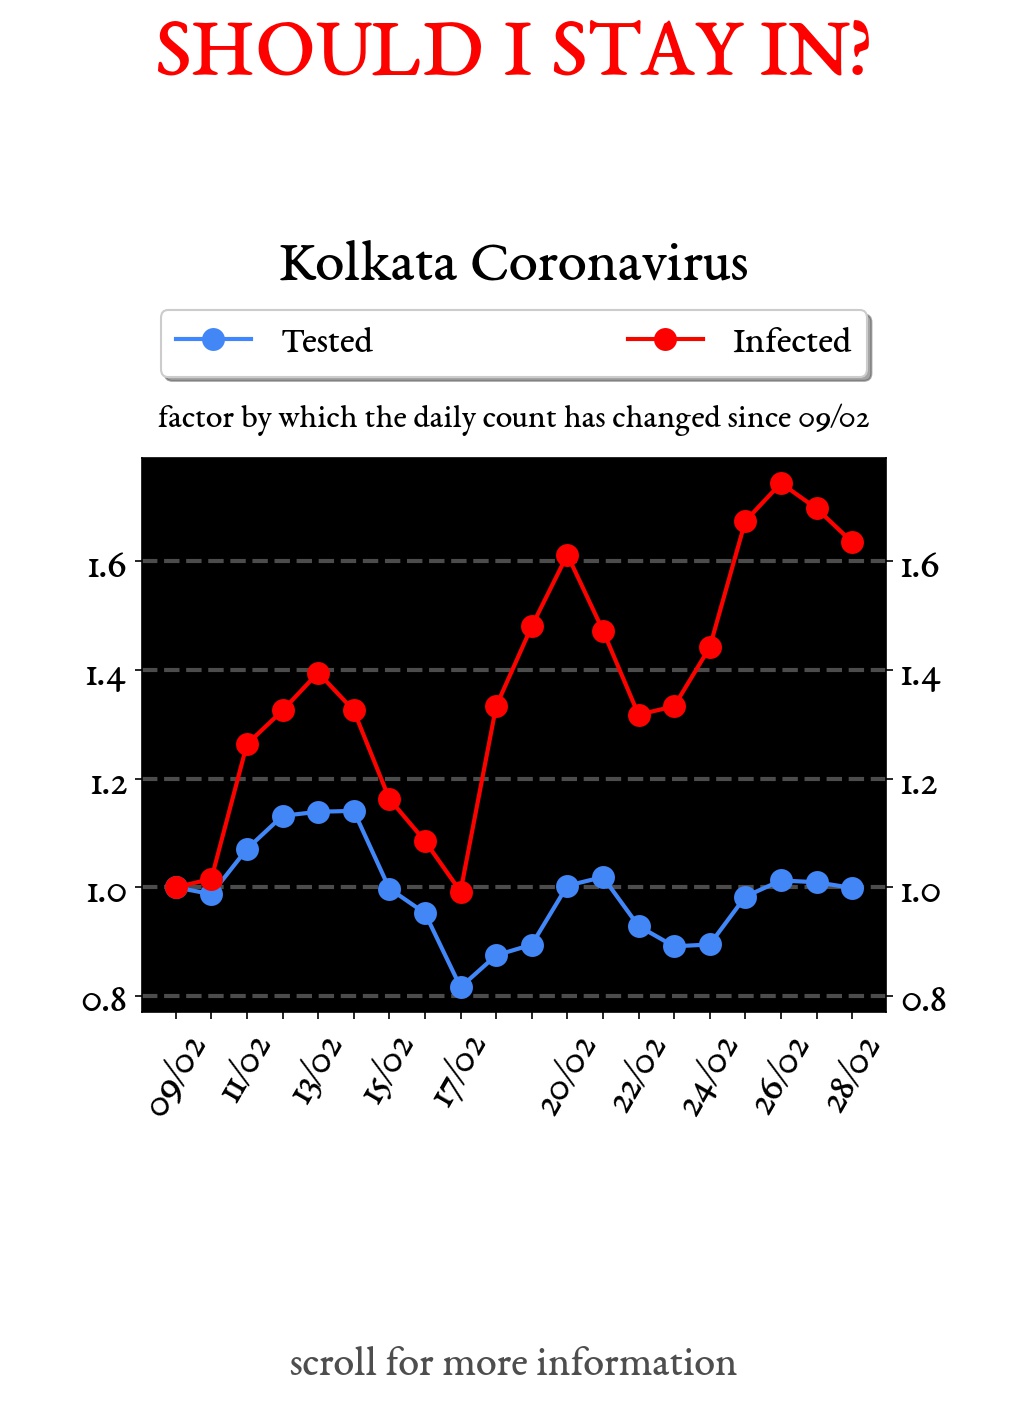 SHOULD I STAY IN?
Kolkata Coronavirus
Tested Infected
factor by which the daily count has changed since 09/02
1.6 1.6
1.4 1.4
1.2 1.2
1.0 1.0
0.8 0.8
09/02 11/02 13/02 15/02 17/02 20/02 22/02 24/02 26/02 28/02
scroll for more information